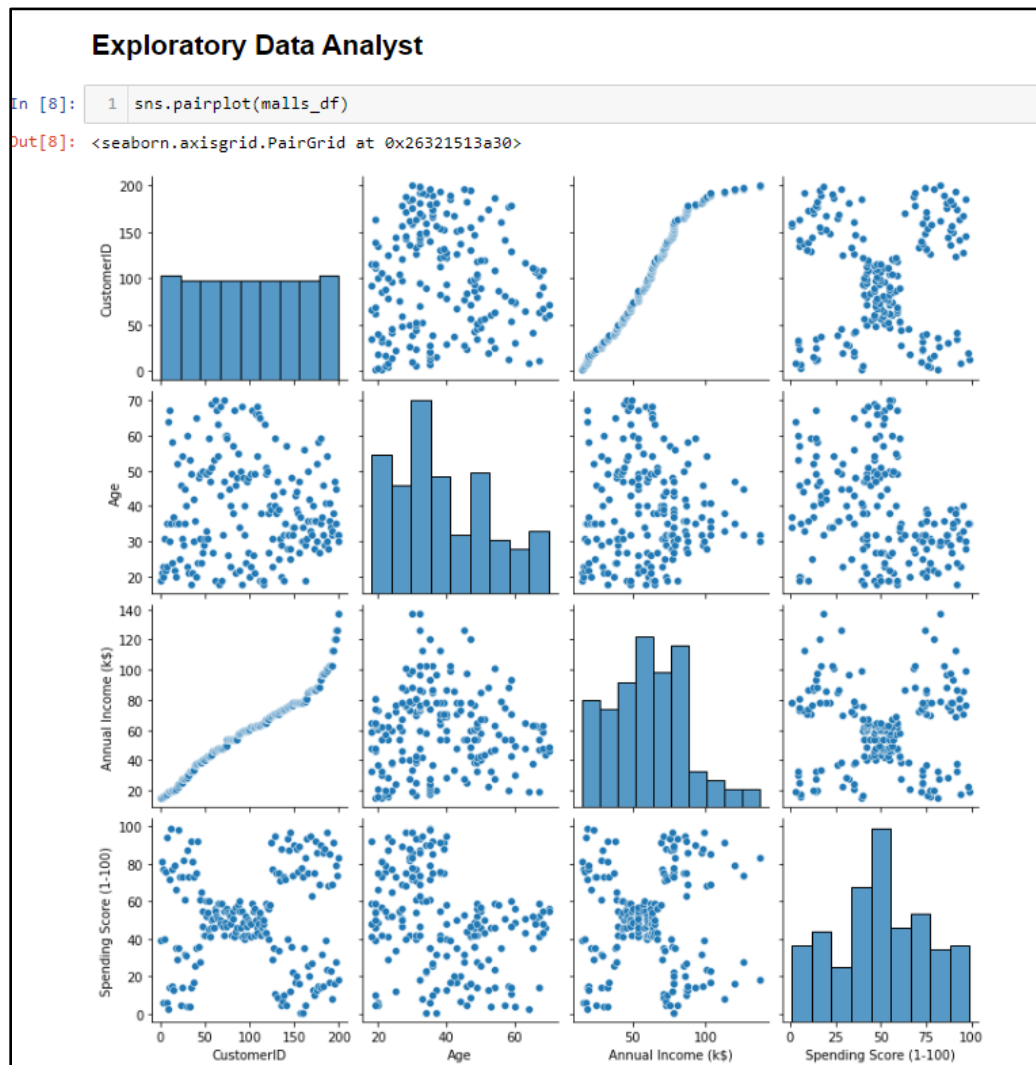 Exploratory Data Analyst
In [8]:
1 sns.pairplot(malls_df)
Out[8]: <seaborn.axisgrid.PairGrid at 0x26321513a30>
CustomerID
200
150
100
50
0
Age
70
60
50
40
30
20
Annual Income (k$)
140
120
100
80
60
40
20
Spending Score (1-100)
100
80
60
40
20
0
0 50 100 150 200
CustomerID
20 40 60
Age
50 100
Annual Income (k$)
0 25 50 75 100
Spending Score (1-100)